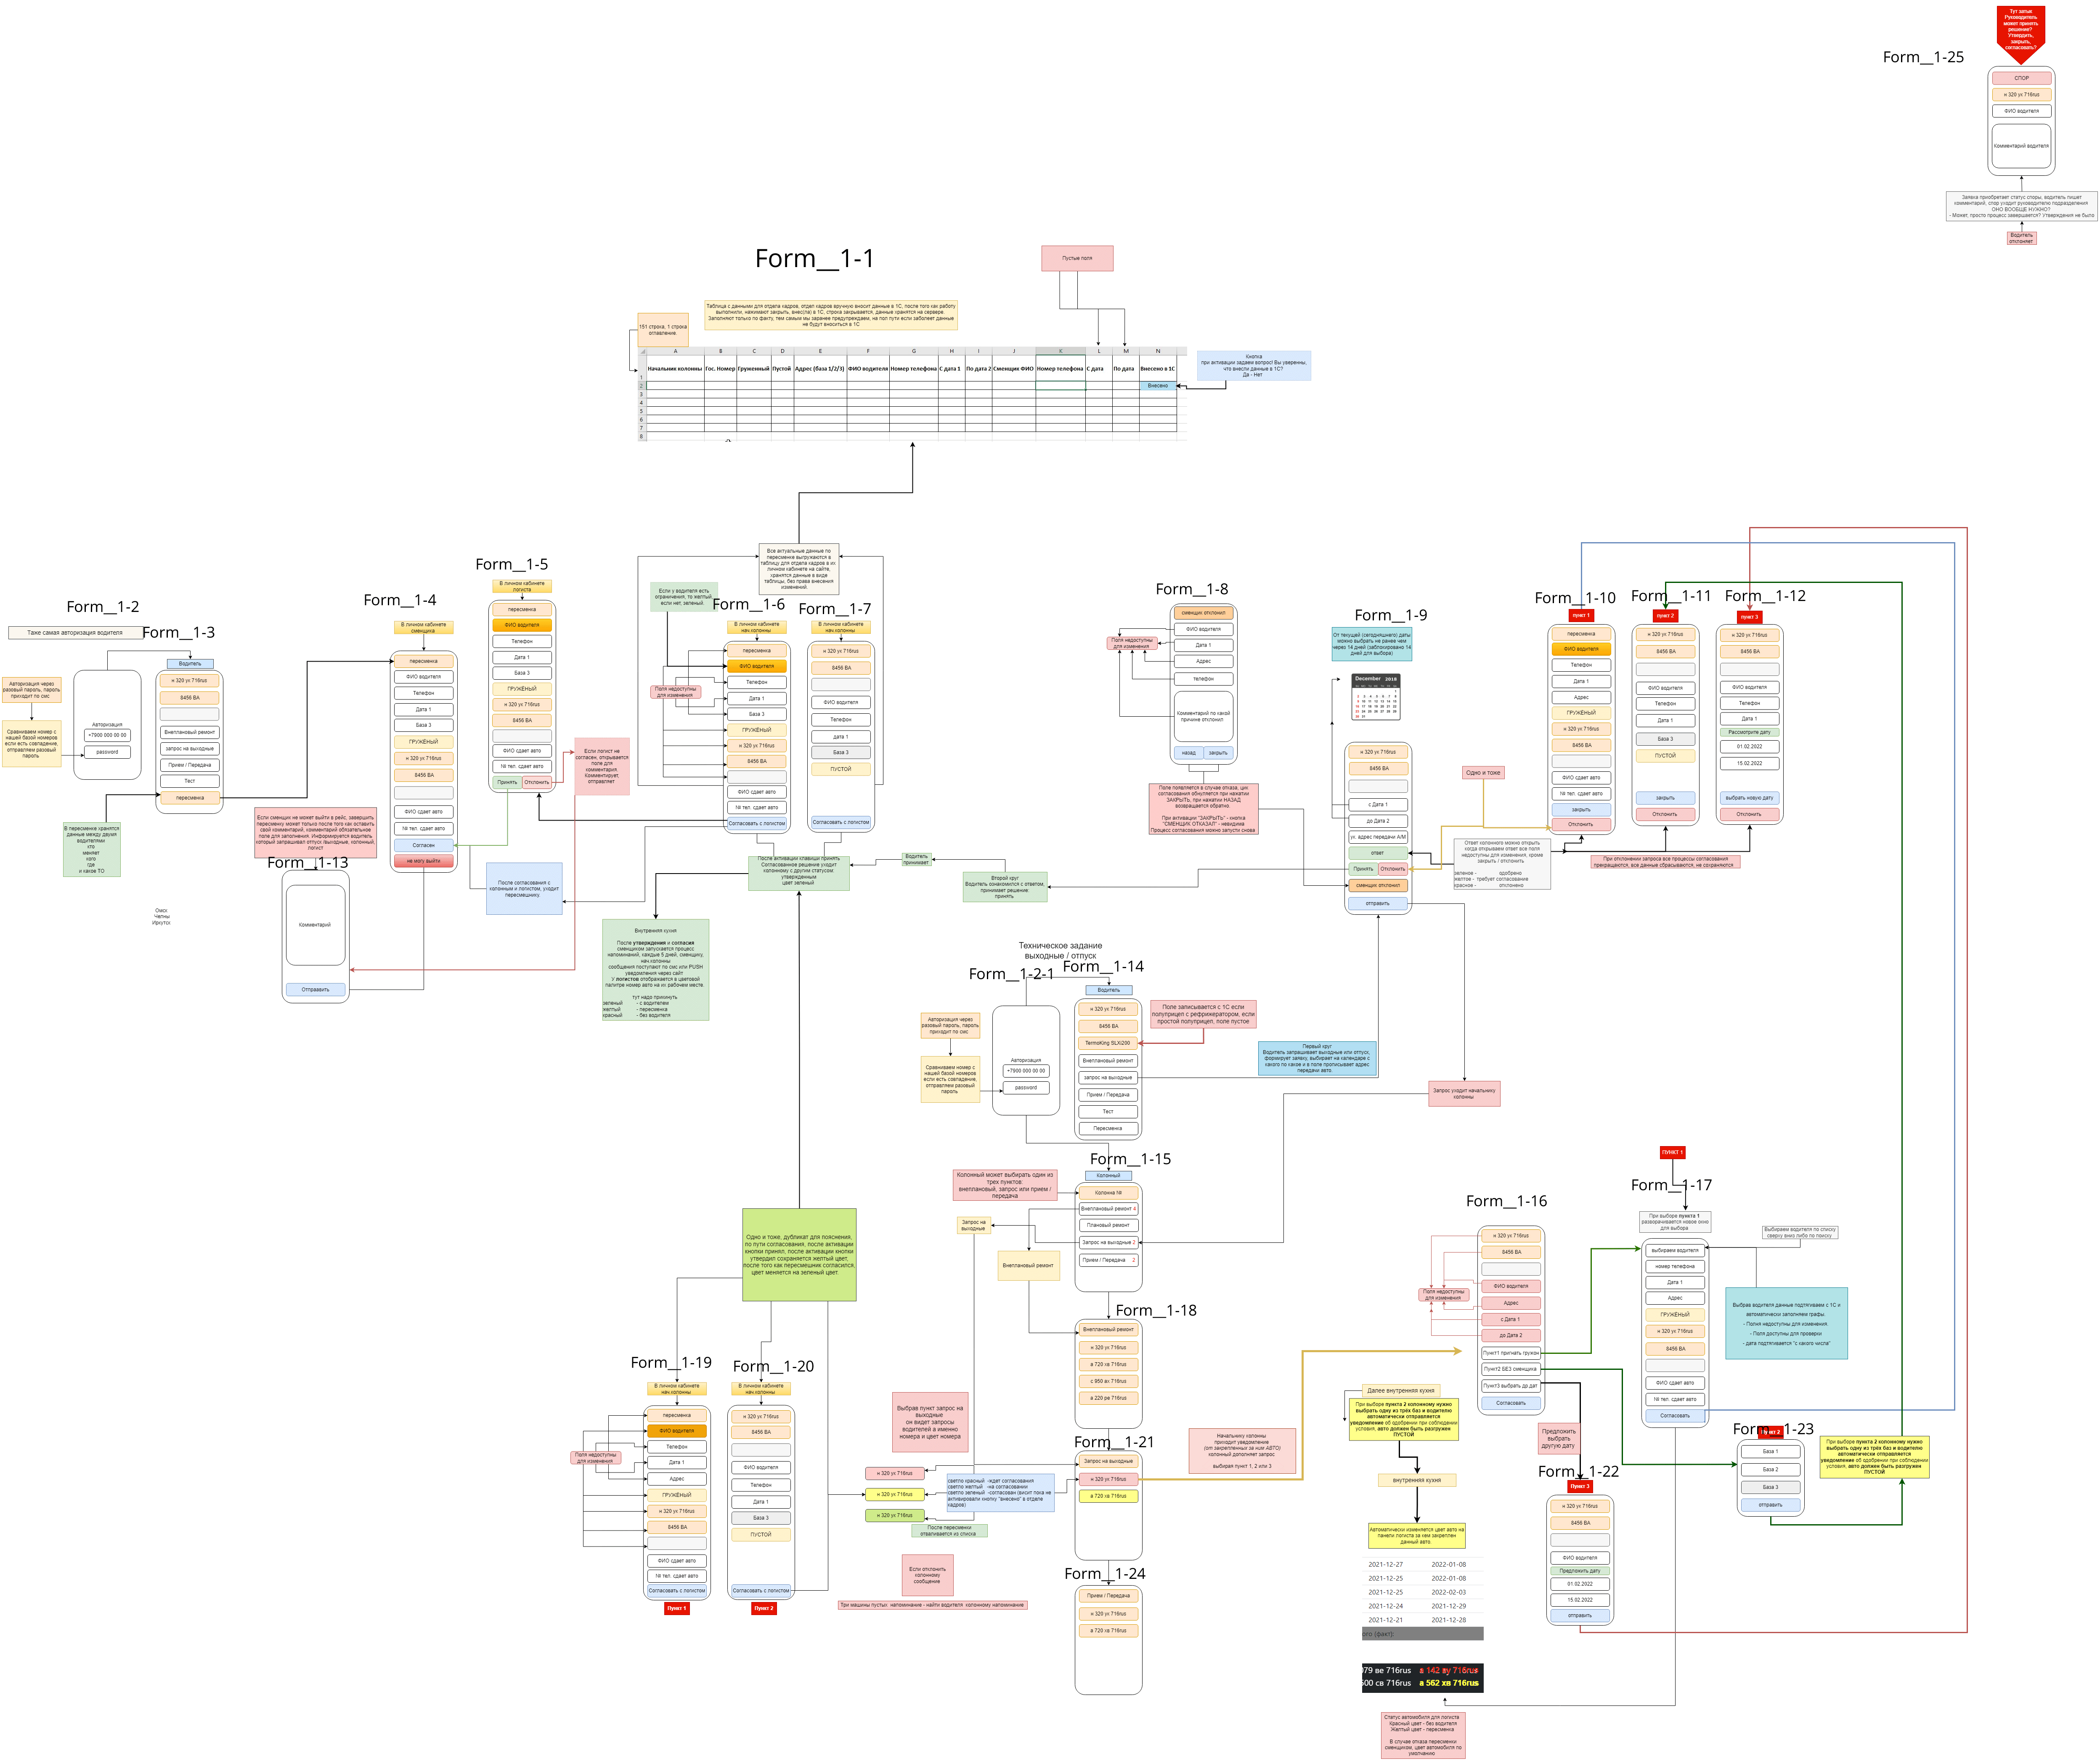 Тут затык
Руководитель
может принять
решение?
Утвердить,
закрыть,
согласовать?
Form__1-25
СПОР
н 320 ук 716rus
ФИО водителя
Комментарий водителя
Заявка приобретает статус споры, водитель пишет
комментарий, спор уходит руководителю подразделения
ОНО ВООБЩЕ НУЖНО?
- Может, просто процесс завершается? Утверждения не было
Водитель
отклоняет
Form__1-1
Пустые поля
Таблица с данными для отдела кадров, отдел кадров вручную вносит данные в 1С, после того как работу
выполнили, нажимают закрыть, внес(ла) в 1С, строка закрывается, данные хранятся на сервере.
Заполняют только по факту, тем самым мы заранее предупреждаем, на пол пути если заболеет данные
не будут вноситься в 1С
151 строка, 1 строка
оглавление.
A B C D E F G H I J K L M N
1 Начальник колонны Гос. Номер Груженный Пустой Адрес (база 1/2/3) ФИО водителя Номер телефона С дата 1 По дата 2 Сменщик ФИО Номер телефона С дата По дата Внесено в 1С
2 Внесено
3
4
5
6
7
8
Кнопка
при активации задаем вопрос! Вы уверенны,
что внесли данные в 1С?
Да - Нет
Все актуальные данные по
пересменке выгружаются в
таблицу для отдела кадров в их
личном кабинете на сайте,
хранятся данные в виде
таблицы, без права внесения
изменений.
Form__1-2
Таже самая авторизация водителя
Авторизация через
разовый пароль, пароль
приходит по смс
Сравниваем номер с
нашей базой номеров
если есть совпадение,
отправляем разовый
пароль
Авторизация
+7900 000 00 00
password
Form__1-3
Водитель
н 320 ук 716rus
8456 ВА
Внеплановый ремонт
запрос на выходные
Прием / Передача
Тест
пересменка
В пересменке хранятся
данные между двумя
водителями
кто
меняет
кого
где
и какое ТО
Омск
Челны
Иркутск
Form__1-4
В личном кабинете
сменщика
пересменка
ФИО водителя
Телефон
Дата 1
База 3
ГРУЖЁНЫЙ
н 320 ук 716rus
8456 ВА
ФИО сдает авто
№ тел. сдает авто
Согласен
не могу выйти
Если сменщик не может выйти в рейс, завершить
пересменку может только после того как оставить
свой комментарий, комментарий обязательное
поле для заполнения. Информируется водитель
который запрашивал отпуск /выходные, колонный,
логист
Form__1-13
Комментарий
Отправить
Form__1-5
В личном кабинете
логиста
пересменка
ФИО водителя
Телефон
Дата 1
База 3
ГРУЖЁНЫЙ
н 320 ук 716rus
8456 ВА
ФИО сдает авто
№ тел. сдает авто
Принять
Отклонить
Если логист не
согласен, открывается
поле для
комментария.
Комментирует,
отправляет
После согласования с
колонным и логистом, уходит
пересмещнику,
Если у водителя есть
ограничения, то желтый,
если нет, зеленый.
Form__1-6
В личном кабинете
нач.колонны
пересменка
ФИО водителя
Телефон
Дата 1
База 3
ГРУЖЁНЫЙ
н 320 ук 716rus
8456 ВА
ФИО сдает авто
№ тел. сдает авто
Согласовать с логистом
Поля недоступны
для изменения
Form__1-7
В личном кабинете
нач.колонны
н 320 ук 716rus
8456 ВА
ФИО водителя
Телефон
дата 1
База 3
ПУСТОЙ
Согласовать с логистом
После активации клавиши принять
Согласованное решение уходит
колонному с другим статусом
утвержденным
цвет зеленый
Водитель
принимает
Второй круг
Водитель ознакомился с ответом,
принимает решение
принять
Внутренняя кухня
После утверждения и согласия
сменщиком запускается процесс
напоминаний, каждые 5 дней, сменщику,
нач.колонны
сообщения поступают по смс или PUSH
уведомления через сайт
У логистов отображается в цветовой
палитре номер авто на их рабочем месте.
тут надо прикинуть
зеленый - с водителем
желтый - пересменка
красный - без водителя
Form__1-8
сменщик отклонил
ФИО водителя
Дата 1
Адрес
телефон
Комментарий по какой
причине отклонил
назад
закрыть
Поля недоступны
для изменения
Поле появляется в случае отказа, цикл
согласования обнуляется при нажатии
ЗАКРЫТЬ, при нажатии НАЗАД
возвращается обратно.
При активации "ЗАКРЫТЬ" - кнопка
"СМЕНЩИК ОТКАЗАЛ" - невидима
Процесс согласования можно запусти снова
Form__1-9
От текущей (сегодняшнего) даты
можно выбрать не ранее чем
через 14 дней (заблокировано 14
дней для выбора)
December 2018
н 320 ук 716rus
8456 ВА
с Дата 1
до Дата 2
ук. адрес передачи А/М
ответ
Принять
Отклонить
сменщик отклонил
отправить
Одно и тоже
Ответ колонного можно открыть
когда открываем ответ все поля
недоступны для изменения, кроме
закрыть / отклонить
зеленое - одобрено
желтое - требует согласования
красное - отклонено
Form__1-10
пункт 1
пересменка
ФИО водителя
Телефон
Дата 1
Адрес
ГРУЖЁНЫЙ
н 320 ук 716rus
8456 ВА
ФИО сдает авто
№ тел. сдает авто
закрыть
Отклонить
Form__1-11
пункт 2
н 320 ук 716rus
8456 ВА
ФИО водителя
Телефон
Дата 1
База 3
ПУСТОЙ
закрыть
Отклонить
Form__1-12
пункт 3
н 320 ук 716rus
8456 ВА
ФИО водителя
Телефон
Дата 1
Рассмотрите дату
01.02.2022
15.02.2022
выбрать новую дату
Отклонить
При отклонении запроса все процессы согласования
прекращаются, все данные сбрасываются, не сохраняются
Техническое задание
выходные / отпуск
Form__1-2-1
Авторизация через
разовый пароль, пароль
приходит по смс
Сравниваем номер с
нашей базой номеров
если есть совпадение,
отправляем разовый
пароль
Авторизация
+7900 000 00 00
password
Form__1-14
Водитель
н 320 ук 716rus
8456 ВА
TermoKing SLXi200
Внеплановый ремонт
запрос на выходные
Прием / Передача
Тест
Пересменка
Поле записывается с 1С если
полуприцеп с рефрижератором, если
простой полуприцеп, поле пустое
Первый круг
Водитель запрашивает выходные или отпуск,
формирует заявку, выбирает на календаре с
какого по какое и в поле прописывает адрес
передачи авто.
Запрос уходит начальнику
колонны
Form__1-15
Колонный
Колонна №
Внеплановый ремонт 4
Плановый ремонт
Запрос на выходные 2
Прием / Передача 2
Колонный может выбирать один из
трех пунктов:
внеплановый, запрос или прием /
передача
Запрос на
выходные
Внеплановый ремонт
Form__1-18
Внеплановый ремонт
н 320 ук 716rus
а 720 хв 716rus
с 950 ах 716rus
а 220 ре 716rus
Одно и тоже, дубликат для пояснения,
по пути согласования, после активации
кнопки принял, после активации кнопки
утвердил сохраняется желтый цвет,
после того как пересмешник согласился,
цвет меняется на зеленый цвет.
Form__1-19
В личном кабинете
нач.колонны
пересменка
ФИО водителя
Телефон
Дата 1
Адрес
ГРУЖЁНЫЙ
н 320 ук 716rus
8456 ВА
ФИО сдает авто
№ тел. сдает авто
Согласовать с логистом
Пункт 1
Поля недоступны
для изменения
Form__1-20
В личном кабинете
нач.колонны
н 320 ук 716rus
8456 ВА
ФИО водителя
Телефон
Дата 1
База 3
ПУСТОЙ
Согласовать с логистом
Пункт 2
Выбрав пункт запрос на
выходные
он видет запросы
водителей а именно
номера и цвет номера
н 320 ук 716rus
н 320 ук 716rus
н 320 ук 716rus
светло красный -ждет согласования
светло желтый -на согласовании
светло зеленый -согласован (висит пока не
активировали кнопку "внесено" в отделе
кадров)
После пересменки
отваливается из списка
Если отклонить
колонному
сообщение
Три машины пустых напоминание - найти водителя колонному напоминание
Form__1-21
Запрос на выходные
н 320 ук 716rus
а 720 хв 716rus
Начальнику колонны
приходит уведомление
(от закрепленных за ним АВТО)
колонный дополняет запрос
выбирая пункт 1, 2 или 3
Form__1-24
Прием / Передача
н 320 ук 716rus
а 720 хв 716rus
Далее внутренняя кухня
При выборе пункта 2 колонному нужно
выбрать одну из трёх баз и водителю
автоматически отправляется
уведомление об одобрении при соблюдении
условия, авто должен быть разгружен
ПУСТОЙ
внутренняя кухня
Автоматически изменяется цвет авто на
панели логиста за кем закреплен
данный авто.
2021-12-27 2022-01-08
2021-12-25 2022-01-08
2021-12-25 2022-02-03
2021-12-24 2021-12-29
2021-12-21 2021-12-28
ого (факт):
079 ве 716rus а 142 ву 716rus
500 св 716rus а 562 хв 716rus
Статус автомобиля для логиста
Красный цвет - без водителя
Желтый цвет - пересменка
В случае отказа пересменки
сменщиком, цвет автомобиля по
умолчанию
Form__1-16
н 320 ук 716rus
8456 ВА
ФИО водителя
Адрес
с Дата 1
до Дата 2
Пункт1 пригнать гружон
Пункт2 БЕЗ сменщика
Пункт3 выбрать др.дат
Согласовать
Поля недоступны
для изменения
Предложить
выбрать
другую дату
ПУНКТ 1
Form__1-17
При выборе пункта 1
разворачивается новое окно
для выбора
выбираем водителя
номер телефона
Дата 1
Адрес
ГРУЖЁНЫЙ
н 320 ук 716rus
8456 ВА
ФИО сдает авто
№ тел. сдает авто
Согласовать
Выбираем водителя по списку
сверху вниз либо по поиску
Выбрав водителя данные подтягиваем с 1С и
автоматически заполняем графы.
- Полня недоступны для изменения.
- Поля доступны для проверки
- дата подтягивается "с какого числа"
Form__1-22
Пункт 3
н 320 ук 716rus
8456 ВА
ФИО водителя
Предложить дату
01.02.2022
15.02.2022
отправить
Form__1-23
Пункт 2
База 1
База 2
База 3
отправить
При выборе пункта 2 колонному нужно
выбрать одну из трёх баз и водителю
автоматически отправляется
уведомление об одобрении при соблюдении
условия, авто должен быть разгружен
ПУСТОЙ